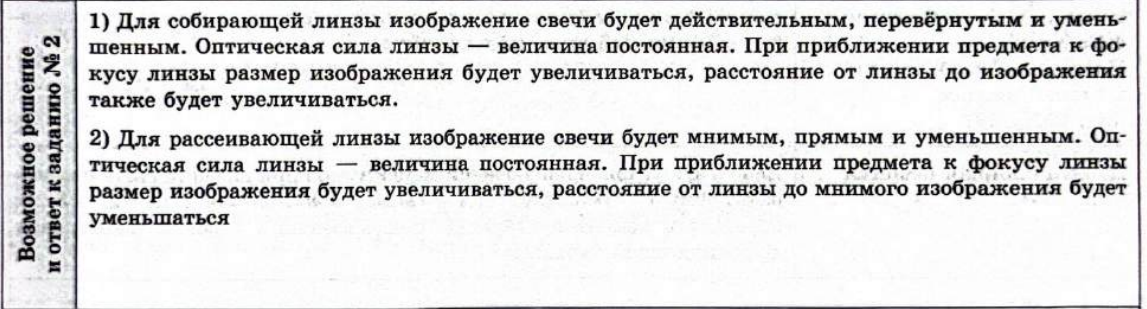 Возможное решение
и ответ к заданию № 2
1) Для собирающей линзы изображение свечи будет действительным, перевёрнутым и умень-
шенным. Оптическая сила линзы — величина постоянная. При приближении предмета к фо-
кусу линзы размер изображения будет увеличиваться, расстояние от линзы до изображения
также будет увеличиваться.
2) Для рассеивающей линзы изображение свечи будет мнимым, прямым и уменьшенным. Оп-
тическая сила линзы — величина постоянная. При приближении предмета к фокусу линзы
размер изображения будет увеличиваться, расстояние от линзы до мнимого изображения будет
уменьшаться